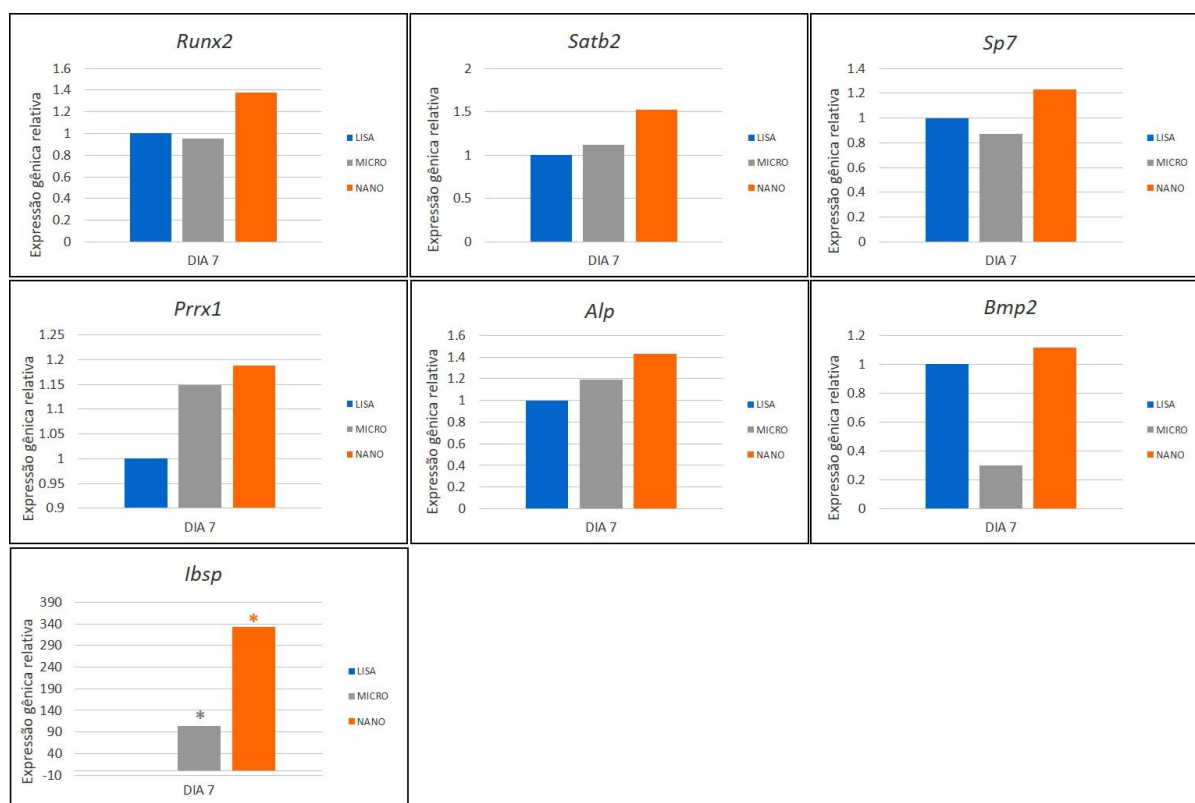 Runx2
Expressão gênica relativa
1.6
1.4
1.2
1
0.8
0.6
0.4
0.2
0
DIA 7
LISA
MICRO
NANO
Satb2
Expressão gênica relativa
2
1.5
1
0.5
0
DIA 7
LISA
MICRO
NANO
Sp7
Expressão gênica relativa
1.4
1.2
1
0.8
0.6
0.4
0.2
0
DIA 7
LISA
MICRO
NANO
Prrx1
Expressão gênica relativa
1.25
1.2
1.15
1.1
1.05
1
0.95
0.9
DIA 7
LISA
MICRO
NANO
Alp
Expressão gênica relativa
1.6
1.4
1.2
1
0.8
0.6
0.4
0.2
0
DIA 7
LISA
MICRO
NANO
Bmp2
Expressão gênica relativa
1.2
1
0.8
0.6
0.4
0.2
0
DIA 7
LISA
MICRO
NANO
Ibsp
Expressão gênica relativa
390
340
290
240
190
140
90
40
-10
*
*
DIA 7
LISA
MICRO
NANO